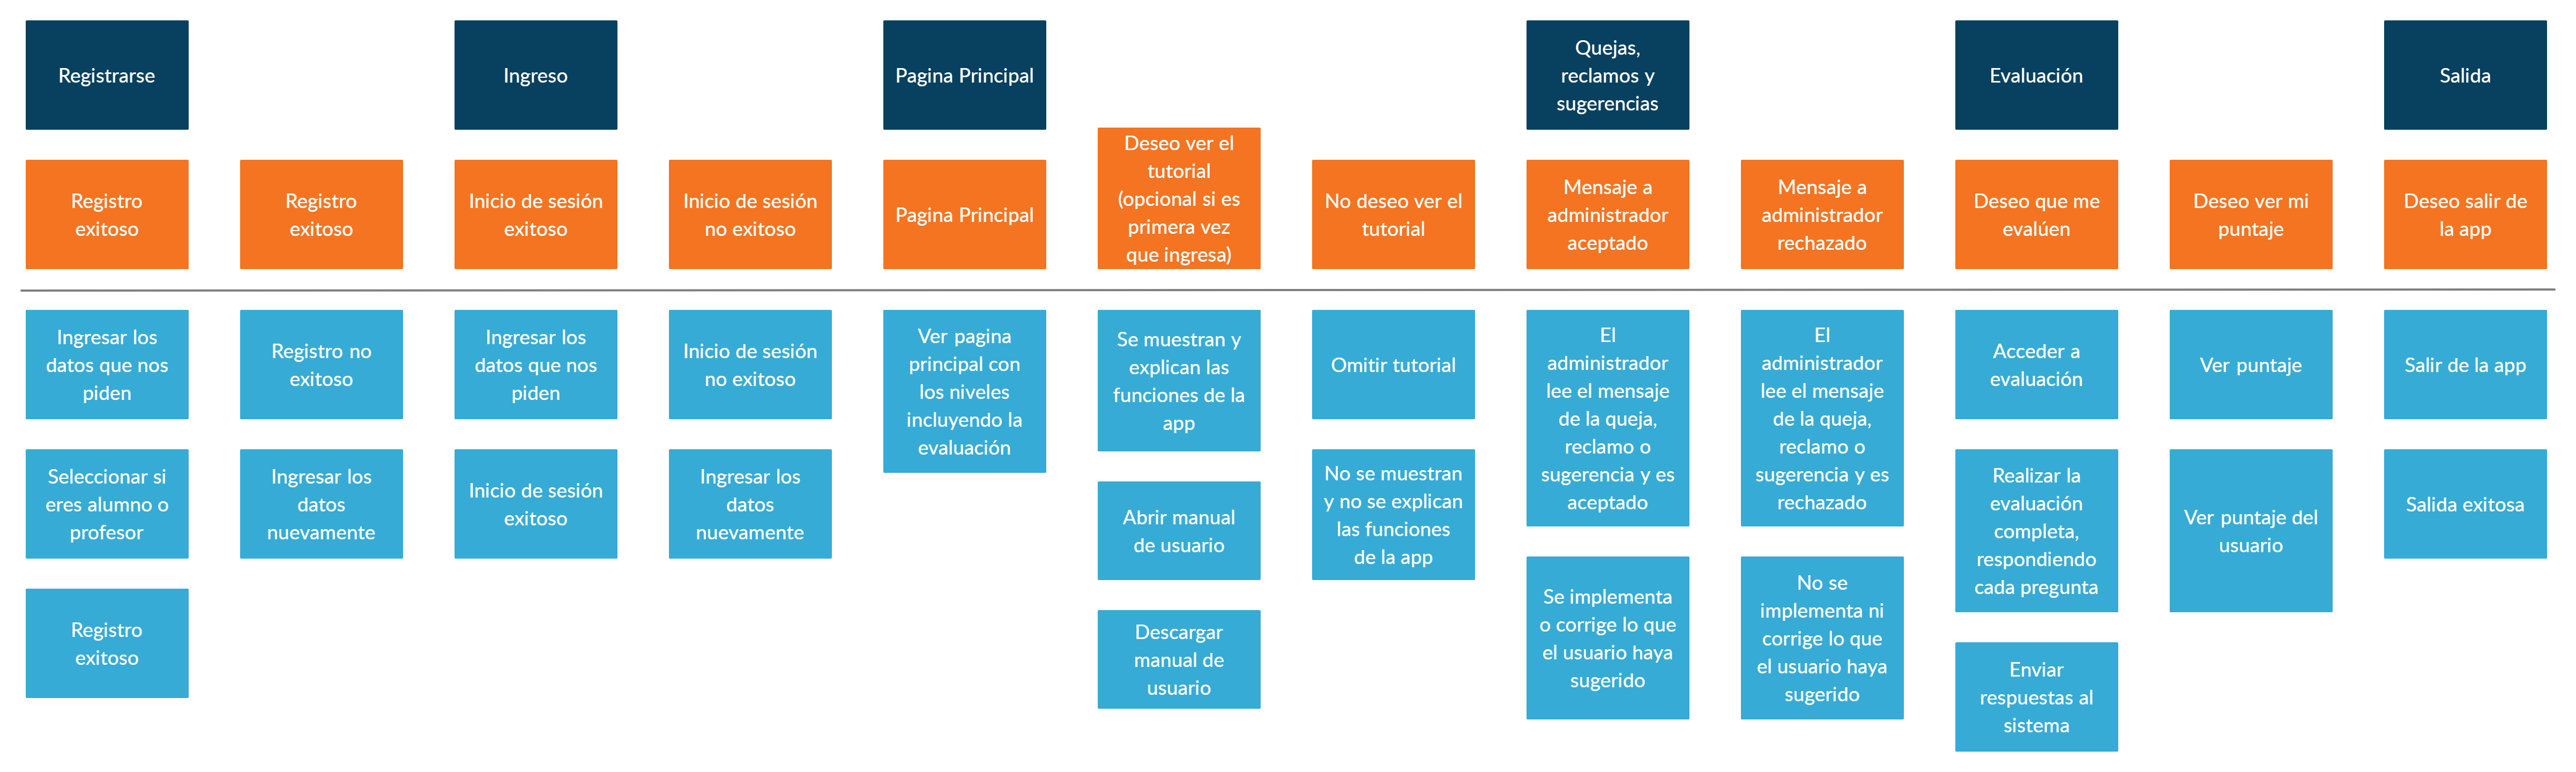 Registrarse
Ingreso
Pagina Principal
Quejas,
reclamos y
sugerencias
Evaluación
Salida
Registro
exitoso
Registro
exitoso
Inicio de sesión
exitoso
Inicio de sesión
no exitoso
Pagina Principal
Deseo ver el
tutorial
(opcional si es
primera vez
que ingresa)
No deseo ver el
tutorial
Mensaje a
administrador
aceptado
Mensaje a
administrador
rechazado
Deseo que me
evalúen
Deseo ver mi
puntaje
Deseo salir de
la app
Ingresar los
datos que nos
piden
Registro no
exitoso
Ingresar los
datos que nos
piden
Inicio de sesión
no exitoso
Ver pagina
principal con
los niveles
incluyendo la
evaluación
Se muestran y
explican las
funciones de la
app
Omitir tutorial
El
administrador
lee el mensaje
de la queja,
reclamo o
sugerencia y es
aceptado
El
administrador
lee el mensaje
de la queja,
reclamo o
sugerencia y es
rechazado
Acceder a
evaluación
Ver puntaje
Salir de la app
Seleccionar si
eres alumno o
profesor
Ingresar los
datos
nuevamente
Inicio de sesión
exitoso
Ingresar los
datos
nuevamente
Abrir manual
de usuario
No se muestran
y no se explican
las funciones
de la app
Realizar la
evaluación
completa,
respondiendo
cada pregunta
Ver puntaje del
usuario
Salida exitosa
Registro
exitoso
Descargar
manual de
usuario
Se implementa
o corrige lo que
el usuario haya
sugerido
No se
implementa ni
corrige lo que
el usuario haya
sugerido
Enviar
respuestas al
sistema